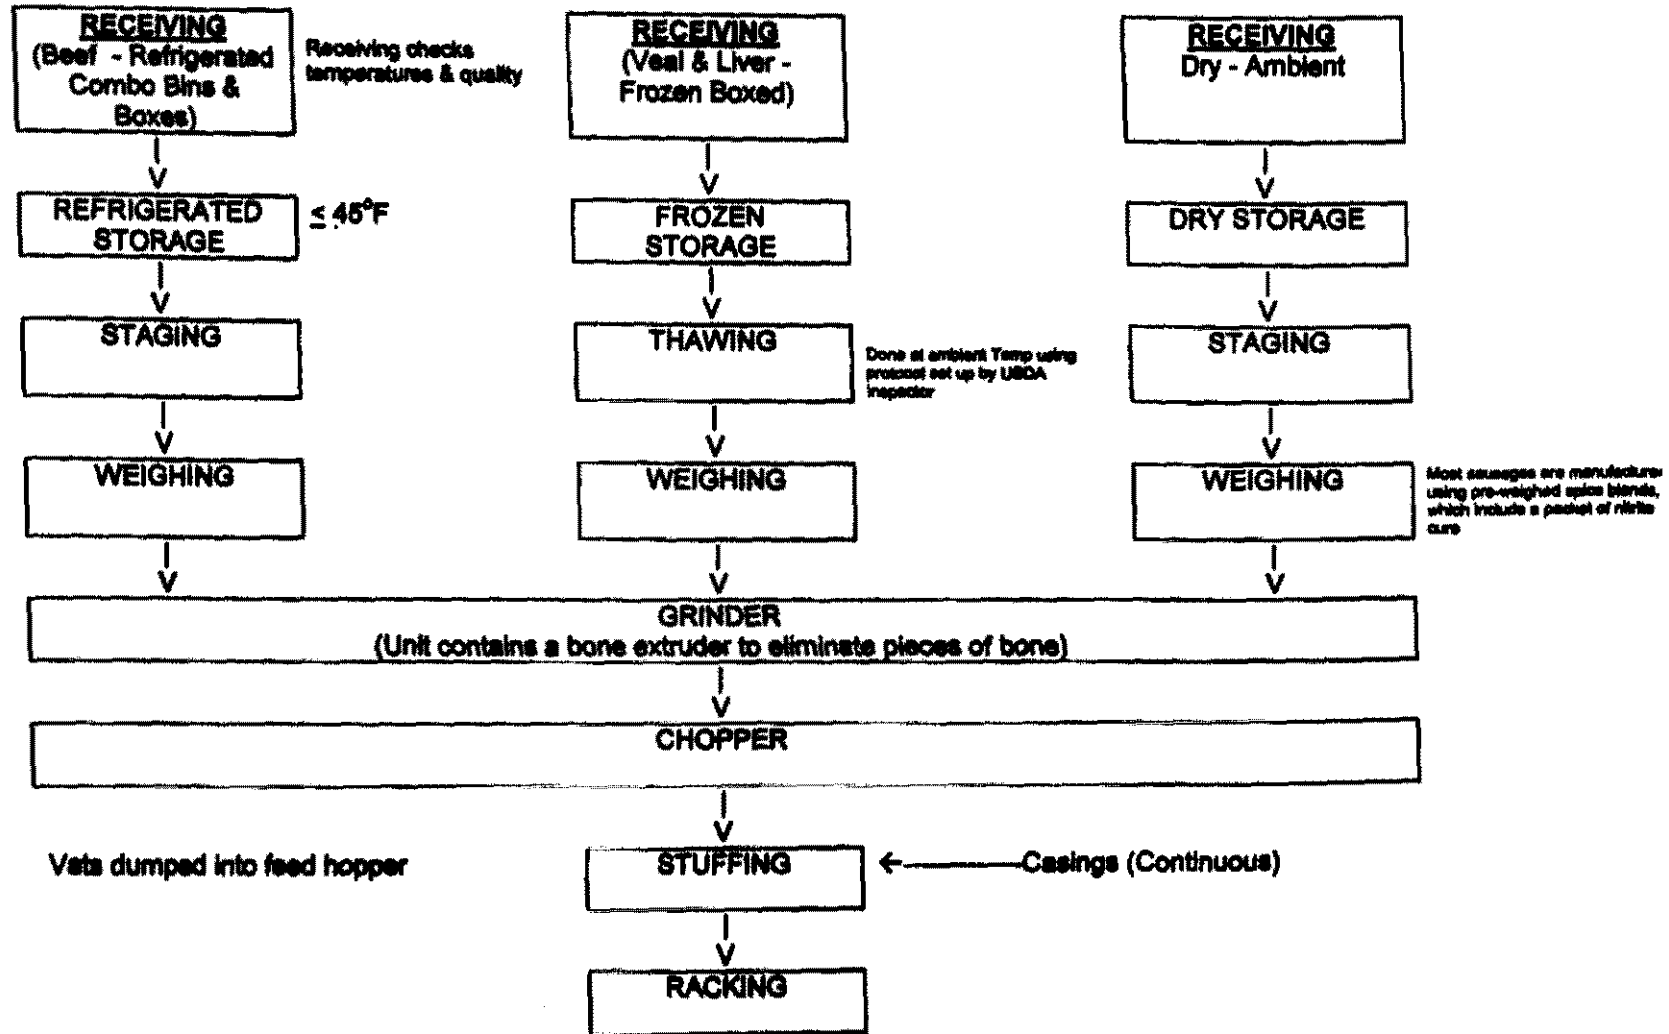 RECEIVING
(Beef - Refrigerated
Combo Bins &
Boxes)
Receiving checks
temperatures & quality
RECEIVING
(Veal & Liver -
Frozen Boxed)
RECEIVING
Dry - Ambient
REFRIGERATED
STORAGE
≤ 45°F
FROZEN
STORAGE
DRY STORAGE
STAGING
THAWING
Done at ambient Temp using
protocol set up by USDA
inspector
STAGING
WEIGHING
WEIGHING
WEIGHING
Most sausages are manufacture
using pre-weighed spice blends,
which include a packet of nitrite
cure
GRINDER
(Unit contains a bone extruder to eliminate pieces of bone)
CHOPPER
Vats dumped into feed hopper
STUFFING
Casings (Continuous)
RACKING